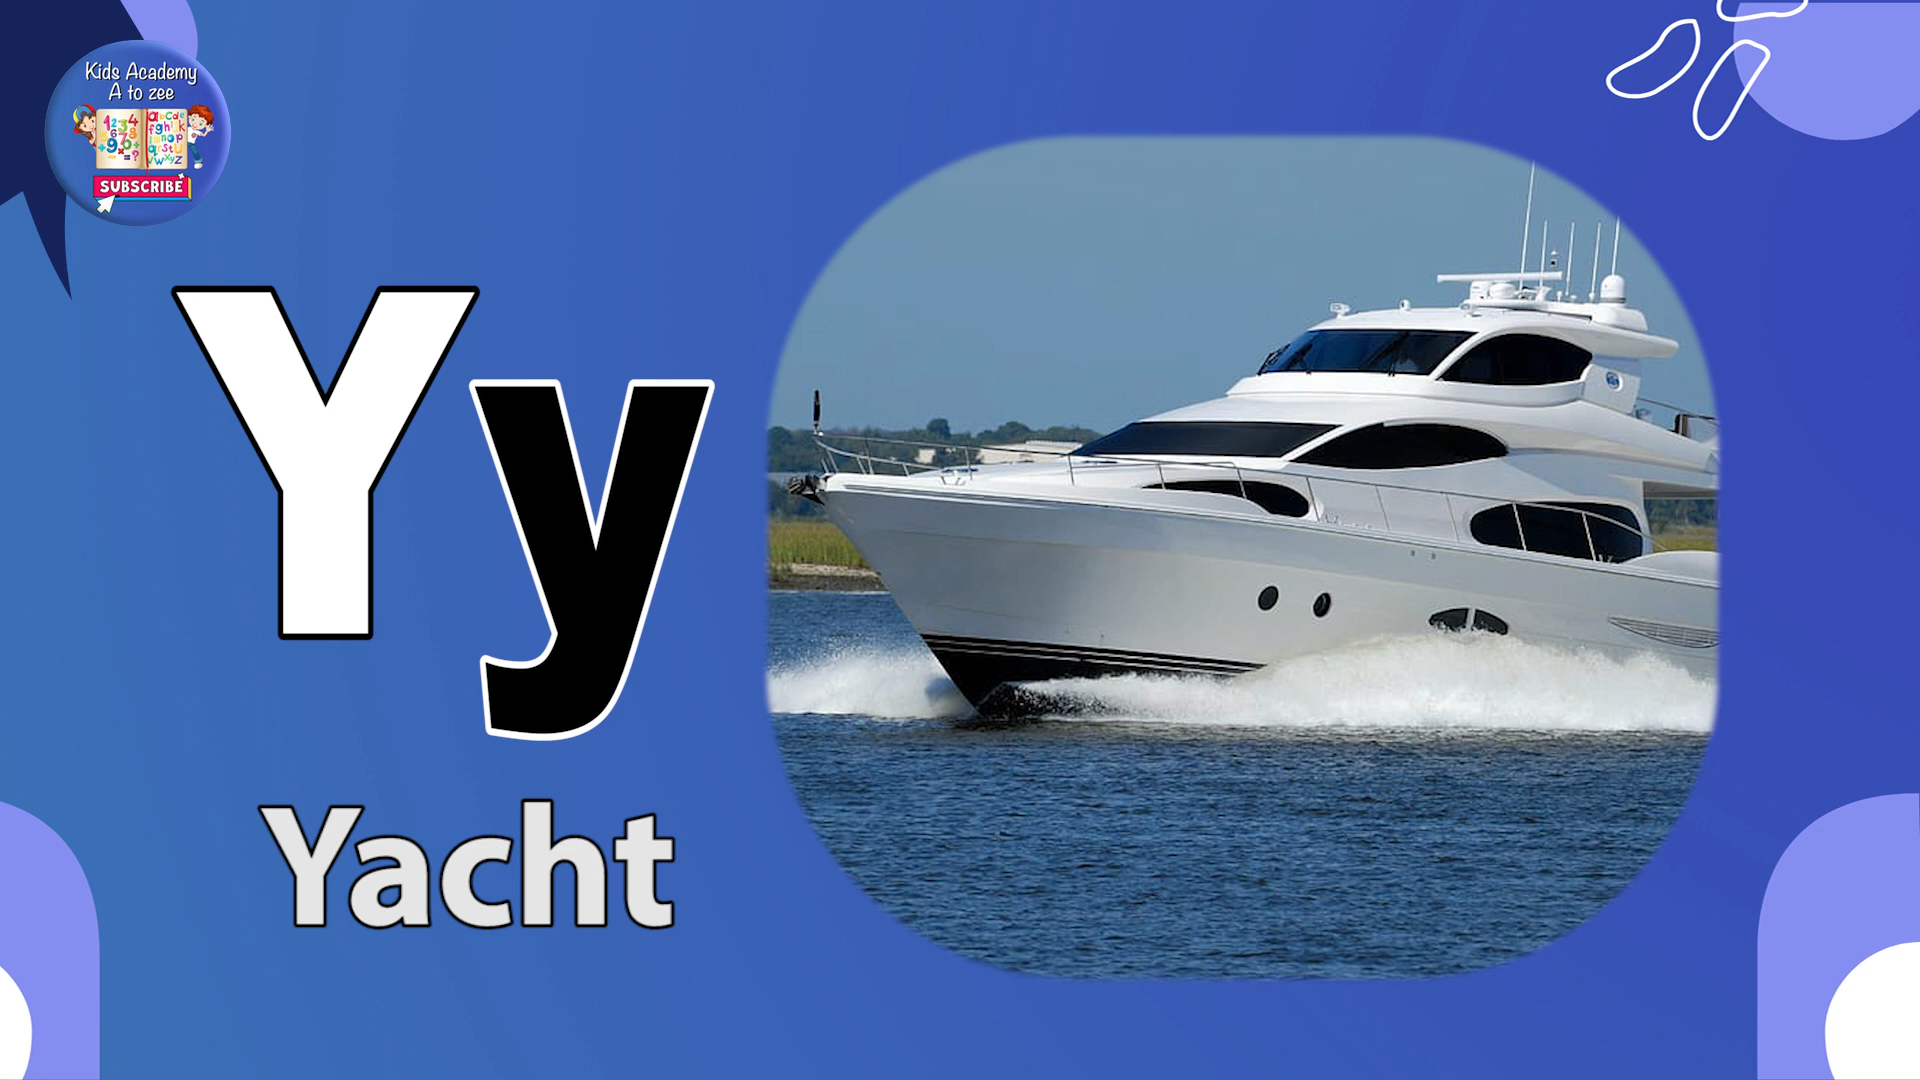 Kids Academy
A to zee
SUBSCRIBE
Yy
Yacht